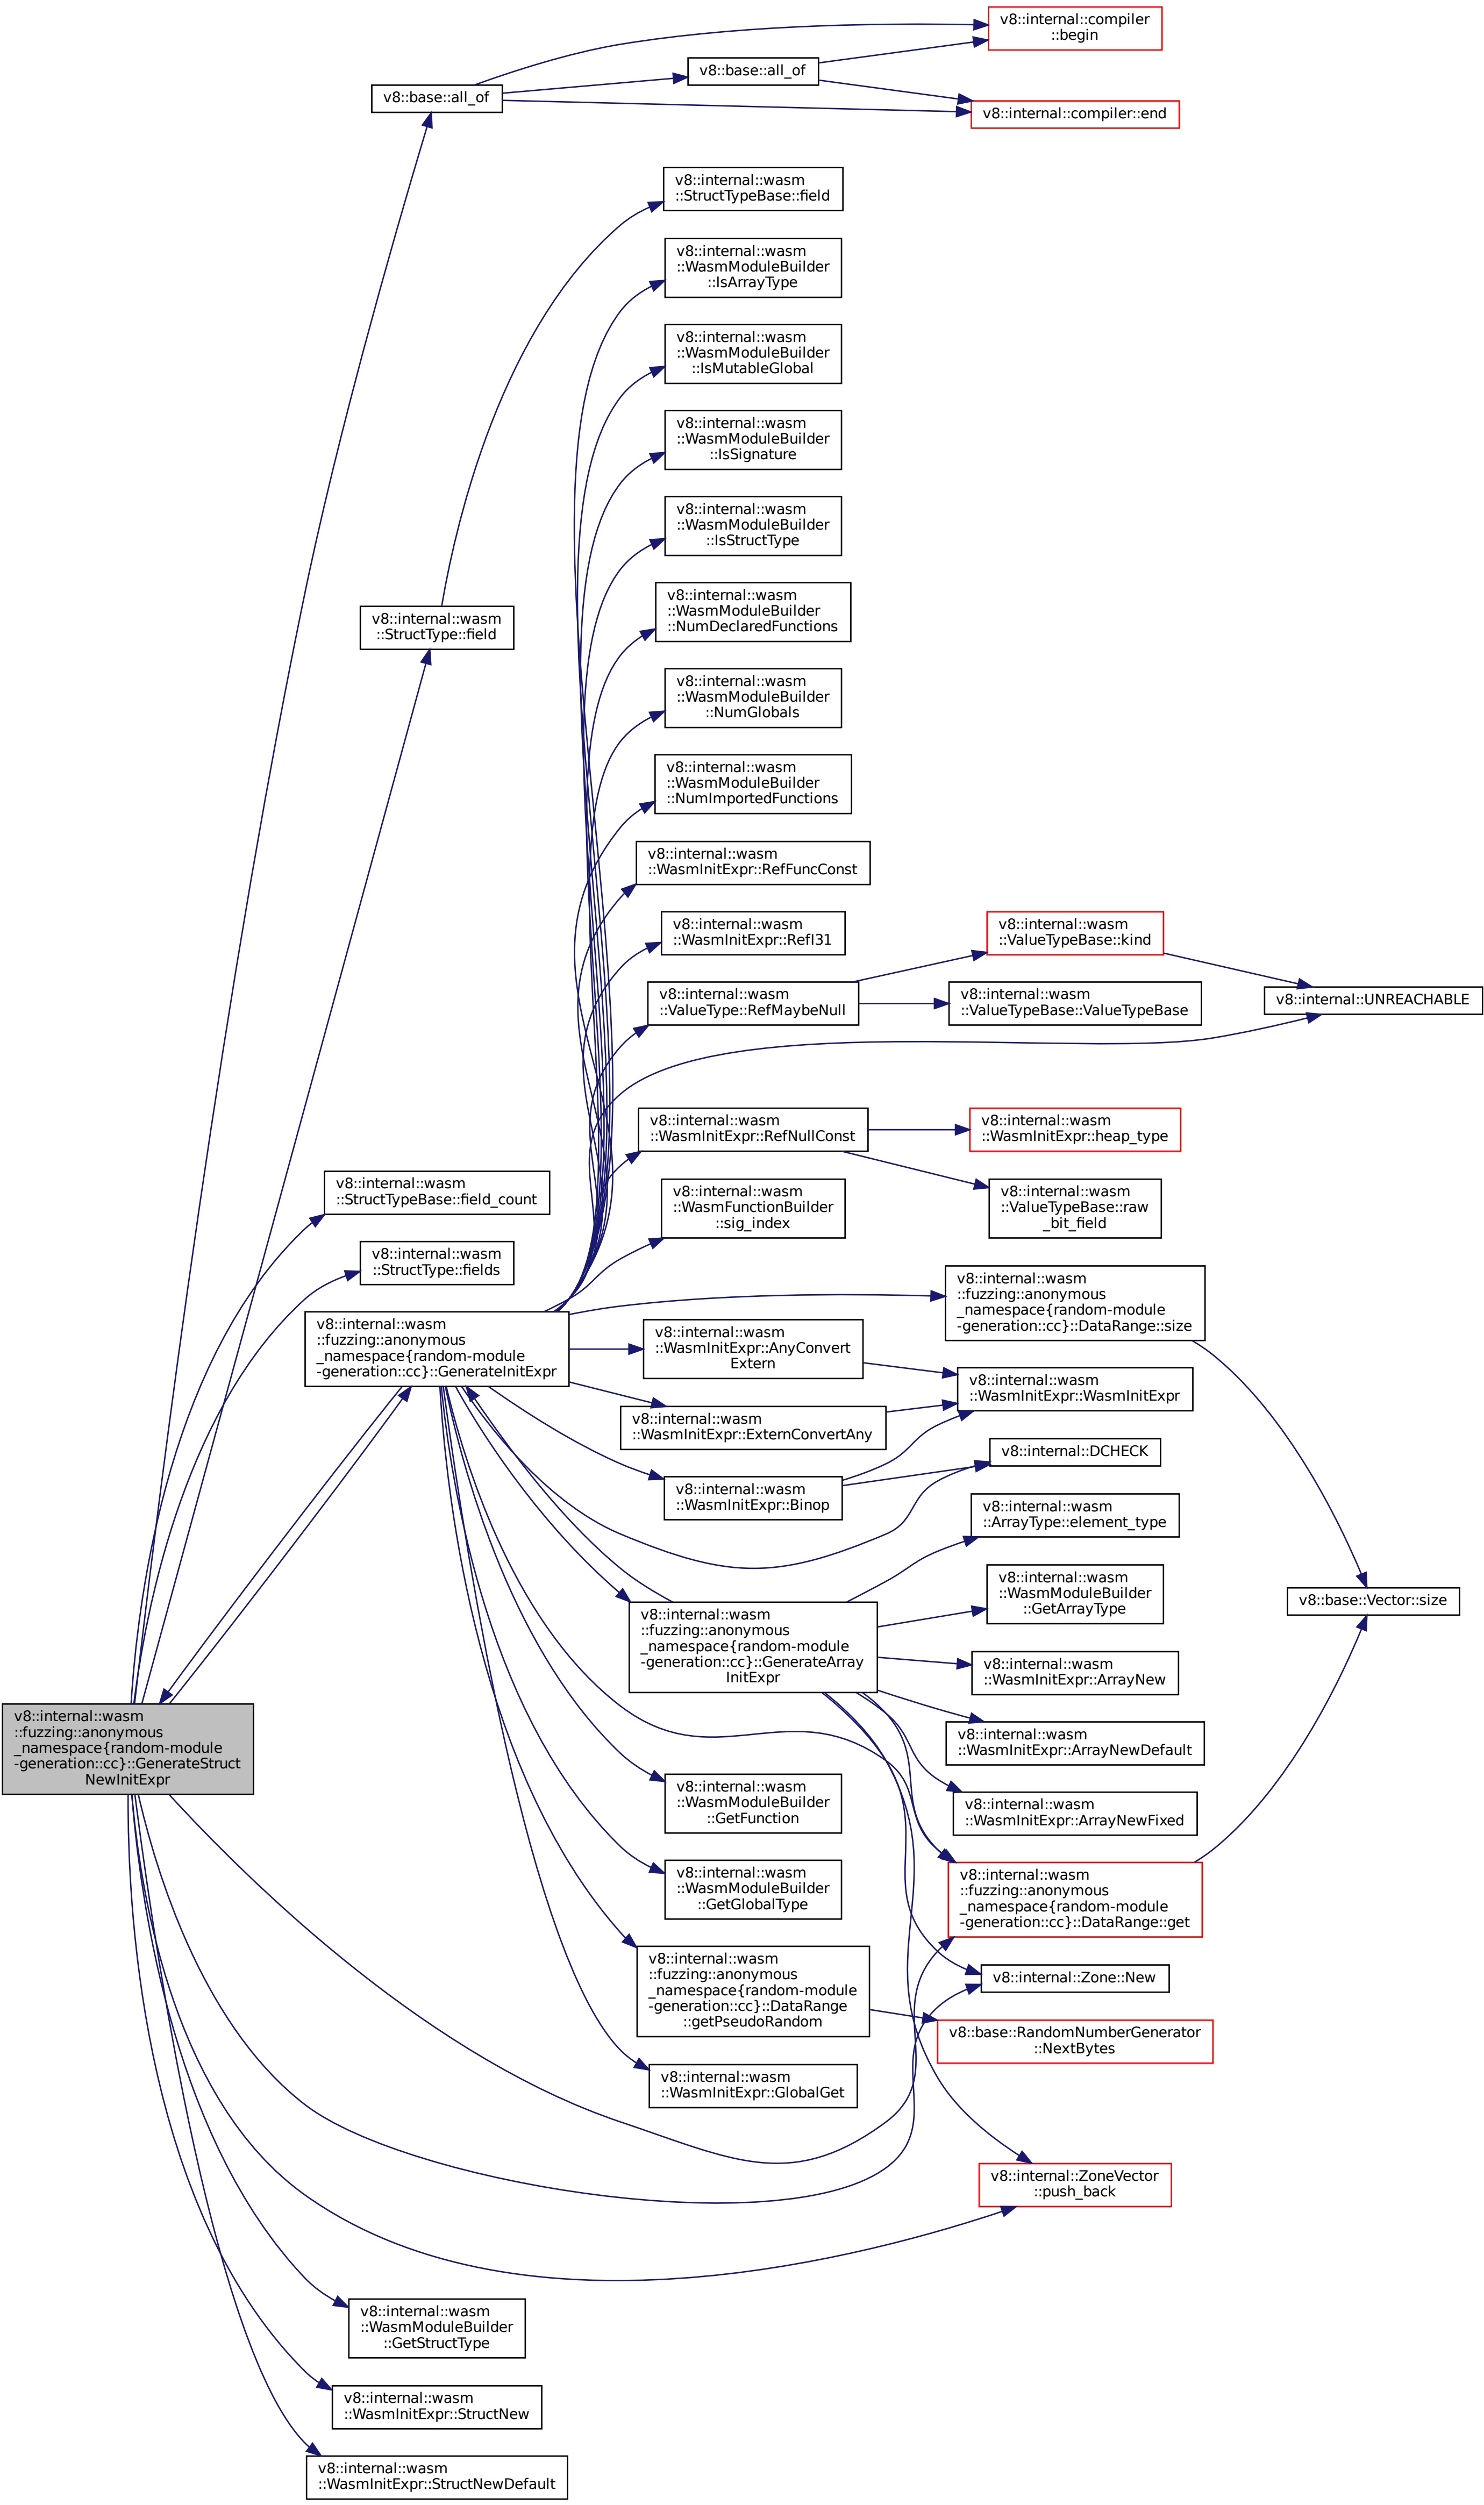 v8::internal::compiler
::begin
v8::base::all_of
v8::base::all_of
v8::internal::compiler::end
v8::internal::wasm
::StructTypeBase::field
v8::internal::wasm
::WasmModuleBuilder
::IsArrayType
v8::internal::wasm
::WasmModuleBuilder
::IsMutableGlobal
v8::internal::wasm
::WasmModuleBuilder
::IsSignature
v8::internal::wasm
::WasmModuleBuilder
::IsStructType
v8::internal::wasm
::WasmModuleBuilder
::NumDeclaredFunctions
v8::internal::wasm
::StructType::field
v8::internal::wasm
::WasmModuleBuilder
::NumGlobals
v8::internal::wasm
::WasmModuleBuilder
::NumImportedFunctions
v8::internal::wasm
::WasmInitExpr::RefFuncConst
v8::internal::wasm
::WasmInitExpr::RefI31
v8::internal::wasm
::ValueTypeBase::kind
v8::internal::wasm
::ValueType::RefMaybeNull
v8::internal::wasm
::ValueTypeBase::ValueTypeBase
v8::internal::UNREACHABLE
v8::internal::wasm
::WasmInitExpr::RefNullConst
v8::internal::wasm
::WasmInitExpr::heap_type
v8::internal::wasm
::StructTypeBase::field_count
v8::internal::wasm
::WasmFunctionBuilder
::sig_index
v8::internal::wasm
::ValueTypeBase::raw
_bit_field
v8::internal::wasm
::StructType::fields
v8::internal::wasm
::fuzzing::anonymous
_namespace{random-module
-generation::cc}::DataRange::size
v8::internal::wasm
::fuzzing::anonymous
_namespace{random-module
-generation::cc}::GenerateInitExpr
v8::internal::wasm
::WasmInitExpr::AnyConvert
Extern
v8::internal::wasm
::WasmInitExpr::WasmInitExpr
v8::internal::wasm
::WasmInitExpr::ExternConvertAny
v8::internal::DCHECK
v8::internal::wasm
::WasmInitExpr::Binop
v8::internal::wasm
::ArrayType::element_type
v8::internal::wasm
::WasmModuleBuilder
::GetArrayType
v8::base::Vector::size
v8::internal::wasm
::fuzzing::anonymous
_namespace{random-module
-generation::cc}::GenerateArray
InitExpr
v8::internal::wasm
::WasmInitExpr::ArrayNew
v8::internal::wasm
::fuzzing::anonymous
_namespace{random-module
-generation::cc}::GenerateStruct
NewInitExpr
v8::internal::wasm
::WasmInitExpr::ArrayNewDefault
v8::internal::wasm
::WasmModuleBuilder
::GetFunction
v8::internal::wasm
::WasmInitExpr::ArrayNewFixed
v8::internal::wasm
::WasmModuleBuilder
::GetGlobalType
v8::internal::wasm
::fuzzing::anonymous
_namespace{random-module
-generation::cc}::DataRange::get
v8::internal::wasm
::fuzzing::anonymous
_namespace{random-module
-generation::cc}::DataRange
::getPseudoRandom
v8::internal::Zone::New
v8::base::RandomNumberGenerator
::NextBytes
v8::internal::wasm
::WasmInitExpr::GlobalGet
v8::internal::ZoneVector
::push_back
v8::internal::wasm
::WasmModuleBuilder
::GetStructType
v8::internal::wasm
::WasmInitExpr::StructNew
v8::internal::wasm
::WasmInitExpr::StructNewDefault